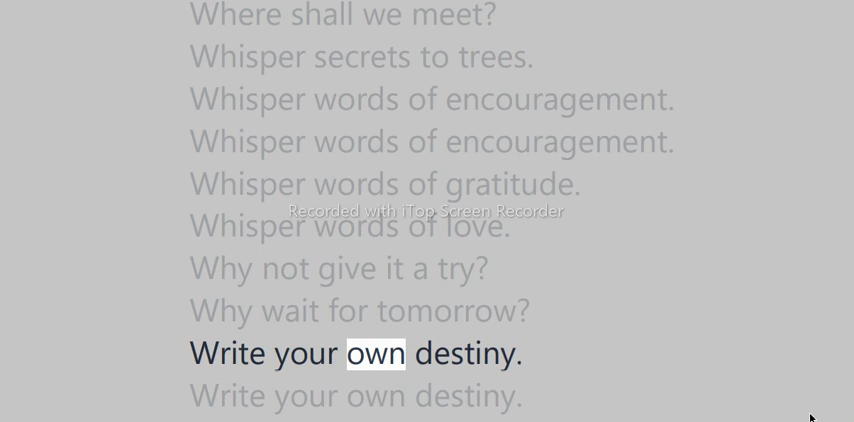 Where shall we meet?
Whisper secrets to trees.
Whisper words of encouragement.
Whisper words of encouragement.
Whisper words of gratitude.
Recorded with iTop Screen Recorder
Whisper words of love.
Why not give it a try?
Why wait for tomorrow?
Write your own destiny.
Write your own destiny.